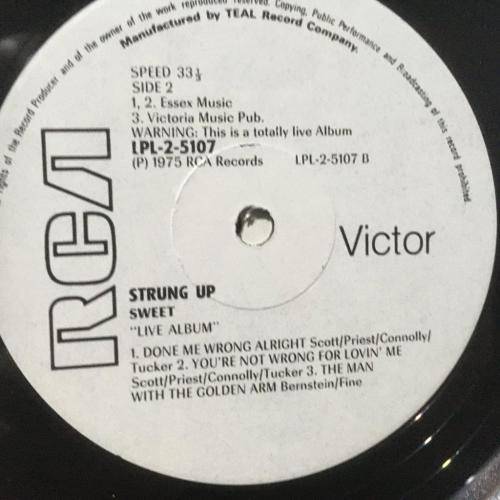 rights of the Record Producer and of the owner of the work reproduced reserved. Copying, Public Performance and Broadcasting of this record prohibited.
Manufactured by TEAL Record Company.
SPEED 33⅓
SIDE 2
1, 2. Essex Music
3. Victoria Music Pub.
WARNING: This is a totally live Album
LPL-2-5107
(P) 1975 RCA Records LPL-2-5107 B
RCA
Victor
STRUNG UP
SWEET
"LIVE ALBUM"
1. DONE ME WRONG ALRIGHT Scott/Priest/Connolly/
Tucker 2. YOU'RE NOT WRONG FOR LOVIN' ME
Scott/Priest/Connolly/Tucker 3. THE MAN
WITH THE GOLDEN ARM Bernstein/Fine